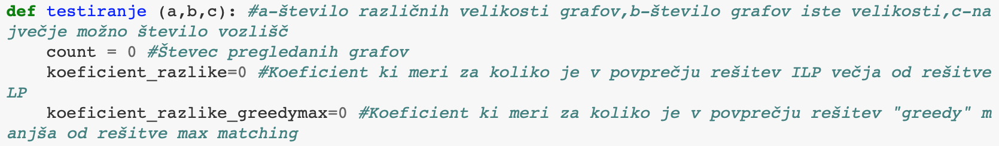 def testiranje (a,b,c): #a-število različnih velikosti grafov,b-število grafov iste velikosti,c-na
jvečje možno število vozlišč
    count = 0 #Števec pregledanih grafov
    koeficient_razlike=0 #Koeficient ki meri za koliko je v povprečju rešitev ILP večja od rešitve
LP
    koeficient_razlike_greedymax=0 #Koeficient ki meri za koliko je v povprečju rešitev "greedy" m
anjša od rešitve max matching